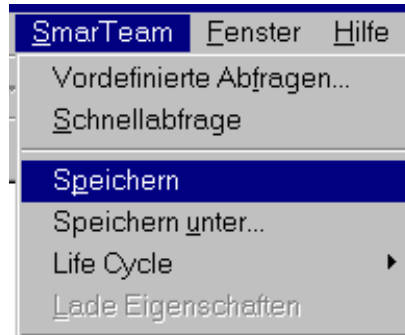 SmarTeam Fenster Hilfe
Vordefinierte Abfragen...
Schnellabfrage
Speichern
Speichern unter...
Life Cycle
Lade Eigenschaften